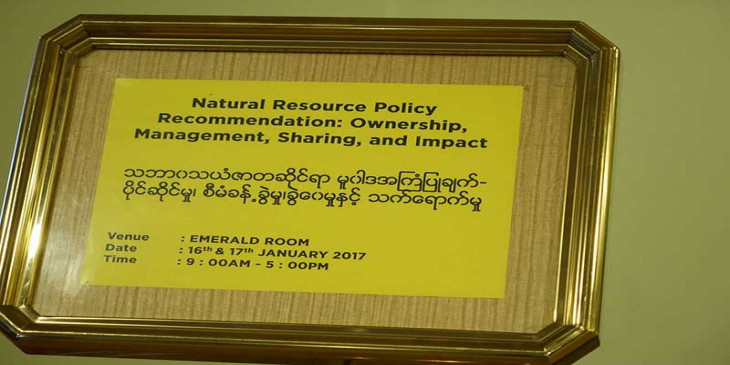 Natural Resource Policy
Recommendation: Ownership,
Management, Sharing, and Impact
သဘာဝသယံဇာတဆိုင်ရာ မူဝါဒအကြံပြုချက်-
ပိုင်ဆိုင်မှု၊ စီမံခန့်ခွဲမှု၊ခွဲဝေမှုနှင့် သက်ရောက်မှု
Venue : EMERALD ROOM
Date : 16th & 17th JANUARY 2017
Time : 9 : 00AM - 5 : 00PM